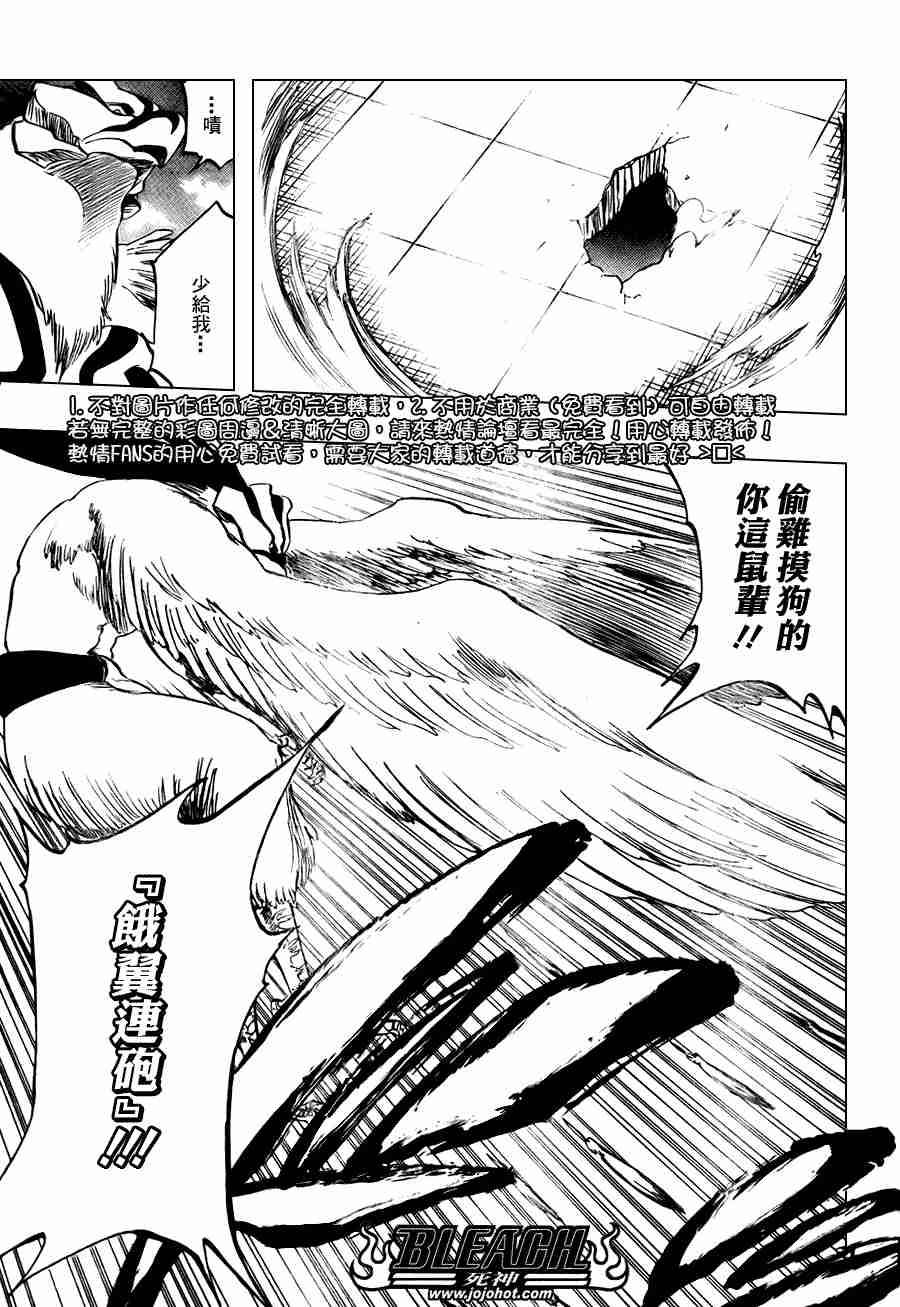 …嘖
少給我…
1. 不對圖片作任何修改的完全轉載，2. 不用於商業（免費看到）可自由轉載
若無完整的彩圖周漫&清晰大圖，請來熱情論壇看最完全！用心轉載發佈！
熱情FANS的用心免費試看，需要大家的轉載道德，才能分享到最好 >□<
偷雞摸狗的
你這鼠輩!!
『餓翼連砲』!!!
BLEACH
死神
www.jojohot.com